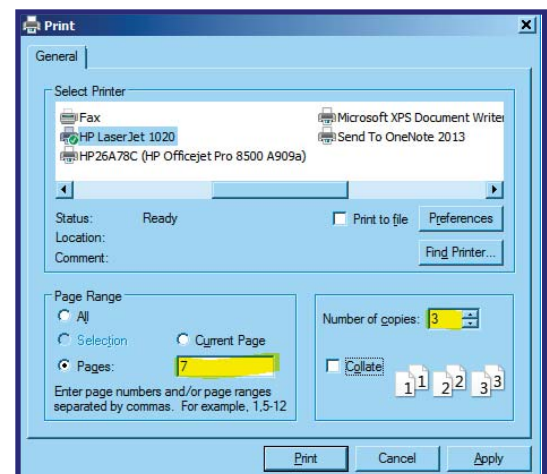 Print
General
Select Printer
Fax
Microsoft XPS Document Writer
HP LaserJet 1020
Send To OneNote 2013
HP26A78C (HP Officejet Pro 8500 A909a)
Status: Ready
Print to file
Preferences
Location:
Comment:
Find Printer...
Page Range
All
Selection
Current Page
Pages: 7
Enter page numbers and/or page ranges
separated by commas. For example, 1,5-12
Number of copies: 3
Collate
1 1 2 2 3 3
Print
Cancel
Apply